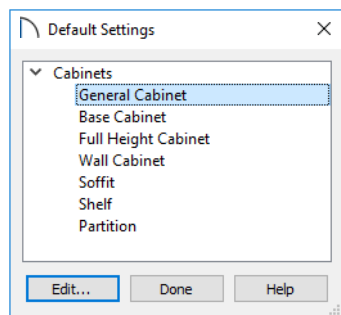 Default Settings
Cabinets
General Cabinet
Base Cabinet
Full Height Cabinet
Wall Cabinet
Soffit
Shelf
Partition
Edit... Done Help